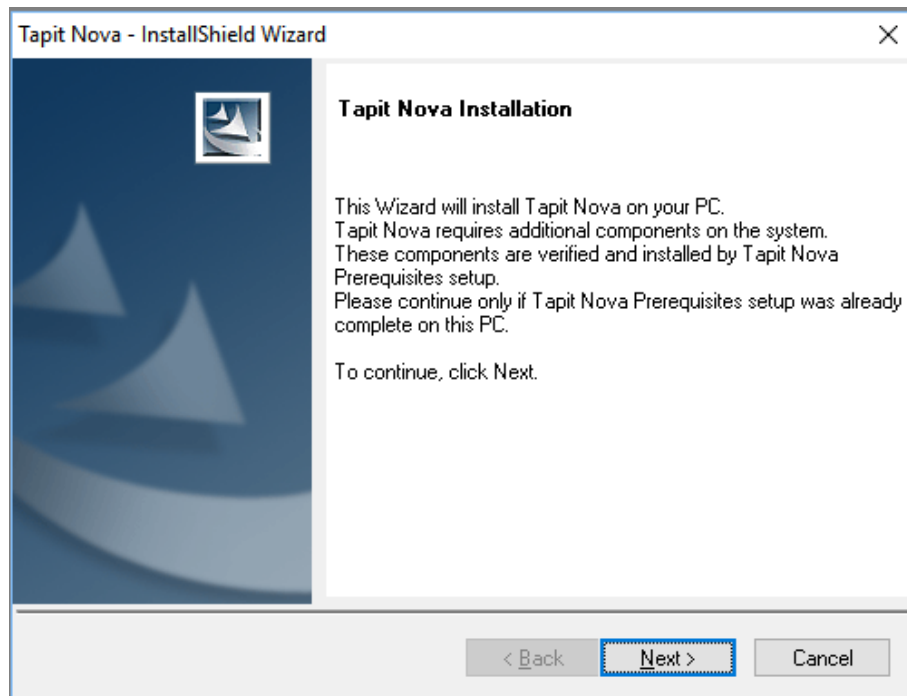 Tapit Nova - InstallShield Wizard
Tapit Nova Installation
This Wizard will install Tapit Nova on your PC.
Tapit Nova requires additional components on the system.
These components are verified and installed by Tapit Nova
Prerequisites setup.
Please continue only if Tapit Nova Prerequisites setup was already
complete on this PC.
To continue, click Next.
< Back
Next >
Cancel